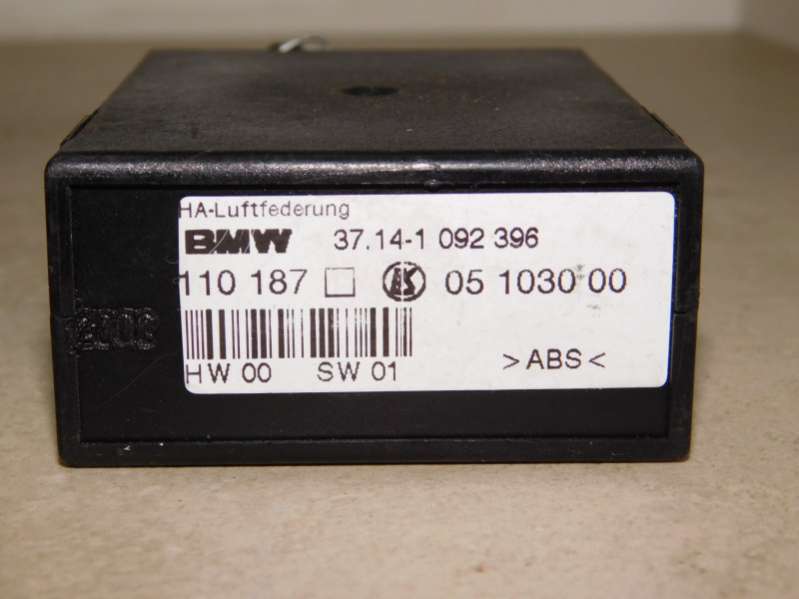 HA-Luftfederung
BMW 37.14-1 092 396
110 187 05 1030 00
HW 00 SW 01
>ABS<